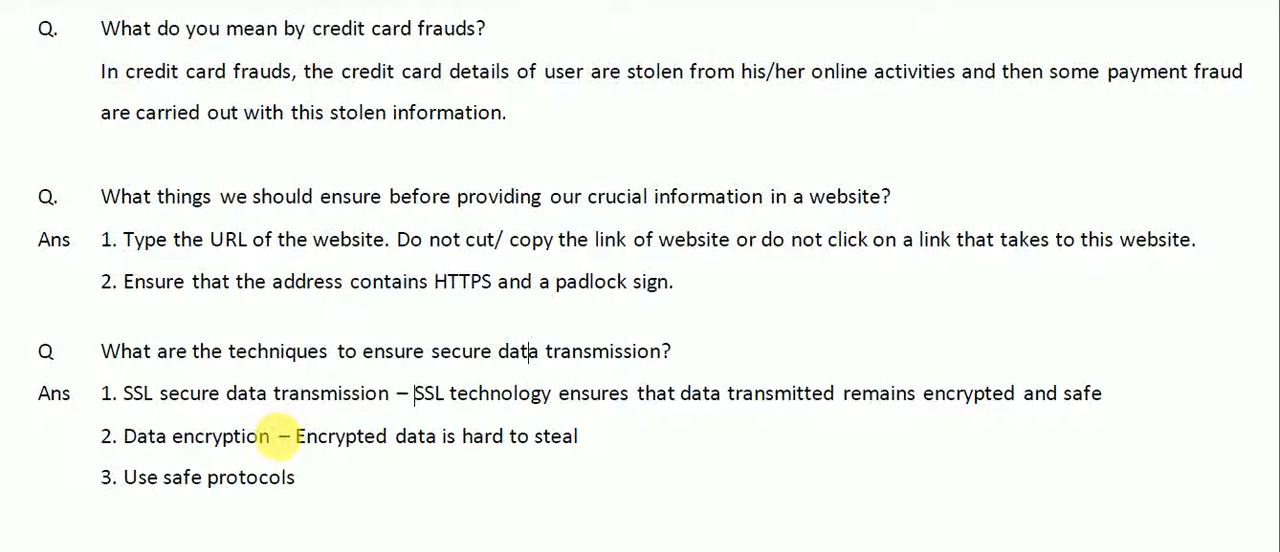 Q. What do you mean by credit card frauds?
In credit card frauds, the credit card details of user are stolen from his/her online activities and then some payment fraud
are carried out with this stolen information.
Q. What things we should ensure before providing our crucial information in a website?
Ans 1. Type the URL of the website. Do not cut/ copy the link of website or do not click on a link that takes to this website.
2. Ensure that the address contains HTTPS and a padlock sign.
Q What are the techniques to ensure secure data transmission?
Ans 1. SSL secure data transmission – SSL technology ensures that data transmitted remains encrypted and safe
2. Data encryption – Encrypted data is hard to steal
3. Use safe protocols